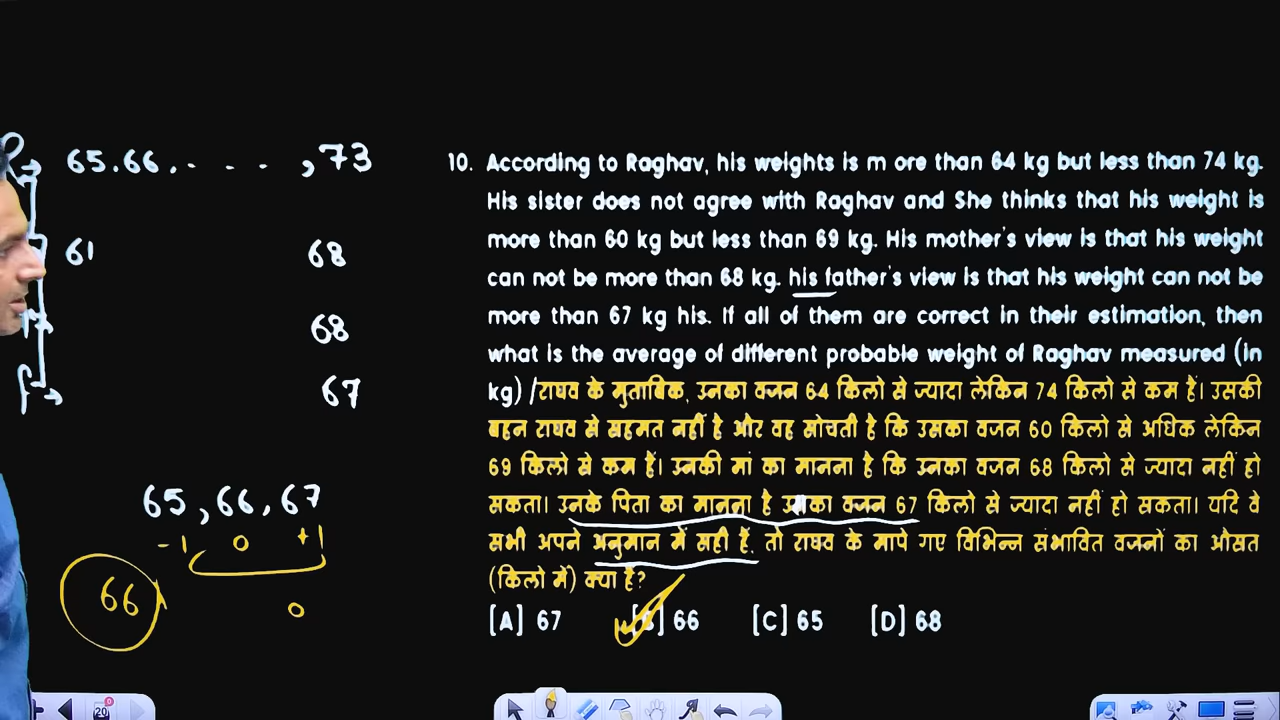 R→ 65.66. - - - ,73
61 68
68
f→ 67
65, 66, 67
-1 0 +1
66 0
10. According to Raghav, his weights is m ore than 64 kg but less than 74 kg.
His sister does not agree with Raghav and She thinks that his weight is
more than 60 kg but less than 69 kg. His mother's view is that his weight
can not be more than 68 kg. his father's view is that his weight can not be
more than 67 kg his. If all of them are correct in their estimation, then
what is the average of different probable weight of Raghav measured (in
kg) /राघव के मुताबिक, उनका वजन 64 किलो से ज्यादा लेकिन 74 किलो से कम है। उसकी
बहन राघव से सहमत नहीं है और वह सोचती है कि उसका वजन 60 किलो से अधिक लेकिन
69 किलो से कम हैं। उनकी मां का मानना है कि उनका वजन 68 किलो से ज्यादा नहीं हो
सकता। उनके पिता का मानना है उसका वजन 67 किलो से ज्यादा नहीं हो सकता। यदि वे
सभी अपने अनुमान में सही हैं, तो राघव के मापे गए विभिन्न संभावित वजनों का औसत
(किलो में) क्या है?
[A] 67 [B] 66 [C] 65 [D] 68
20